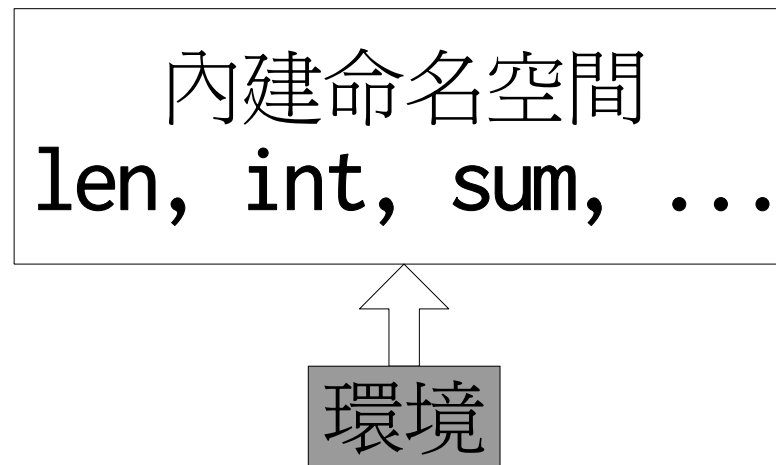 內建命名空間
len, int, sum, ...
環境